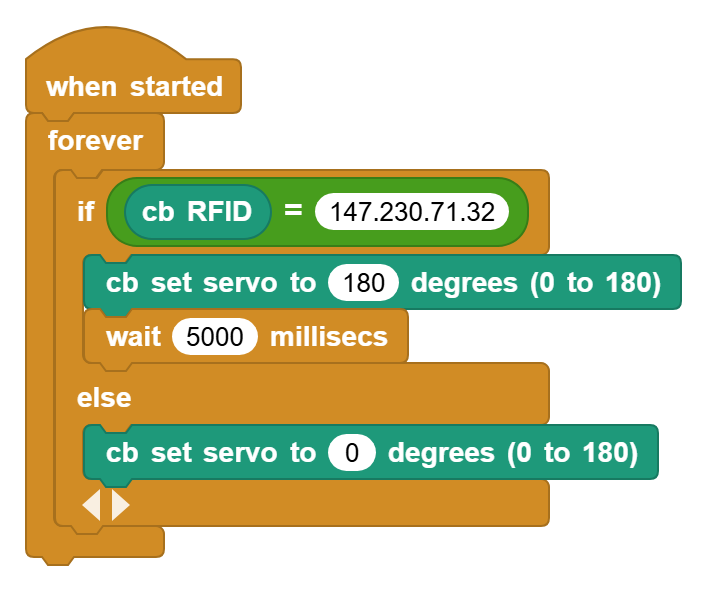 when started
forever
if cb RFID = 147.230.71.32
cb set servo to 180 degrees (0 to 180)
wait 5000 millisecs
else
cb set servo to 0 degrees (0 to 180)